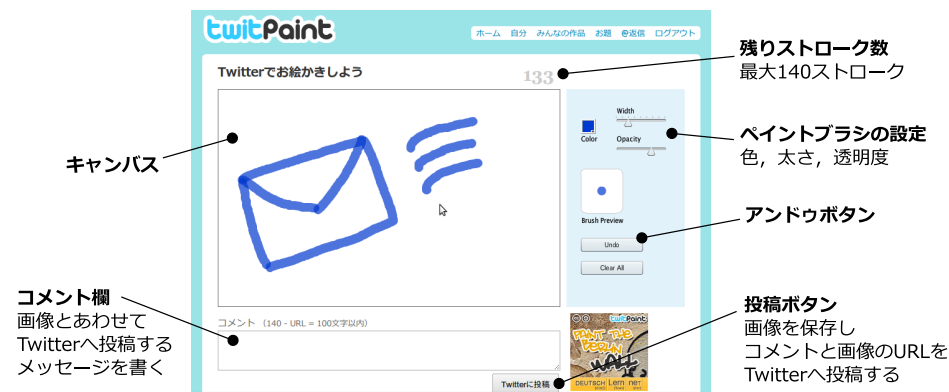 twitPaint
ホーム 自分 みんなの作品 お題 @返信 ログアウト
Twitterでお絵かきしよう
133
残りストローク数
最大140ストローク
Width
Color
Opacity
ペイントブラシの設定
色，太さ，透明度
キャンバス
Brush Preview
アンドゥボタン
Undo
Clear All
コメント欄
画像とあわせて
Twitterへ投稿する
メッセージを書く
コメント (140 - URL = 100文字以内)
投稿ボタン
画像を保存し
コメントと画像のURLを
Twitterへ投稿する
twitPaint
PAINT THE
BERLIN
WALL
Twitterに投稿